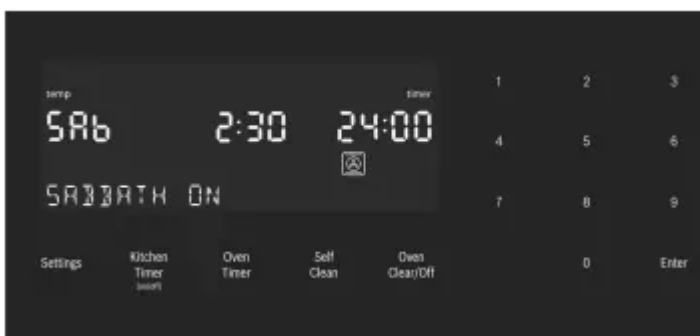 temp timer
SAb 2:30 24:00
SABBATH ON
1 2 3
4 5 6
7 8 9
0 Enter
Settings
Kitchen Timer
Oven Timer
Self Clean
Oven Clear/Off